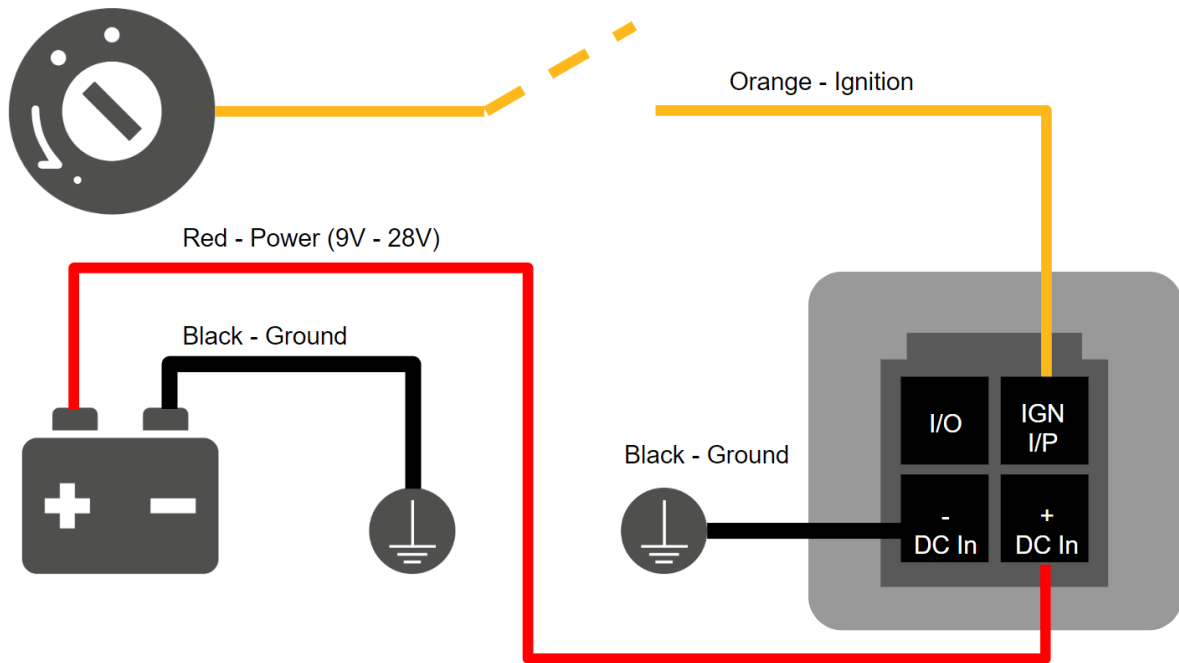 Orange - Ignition
Red - Power (9V - 28V)
Black - Ground
I/O
IGN
I/P
Black - Ground
-
DC In
+
DC In